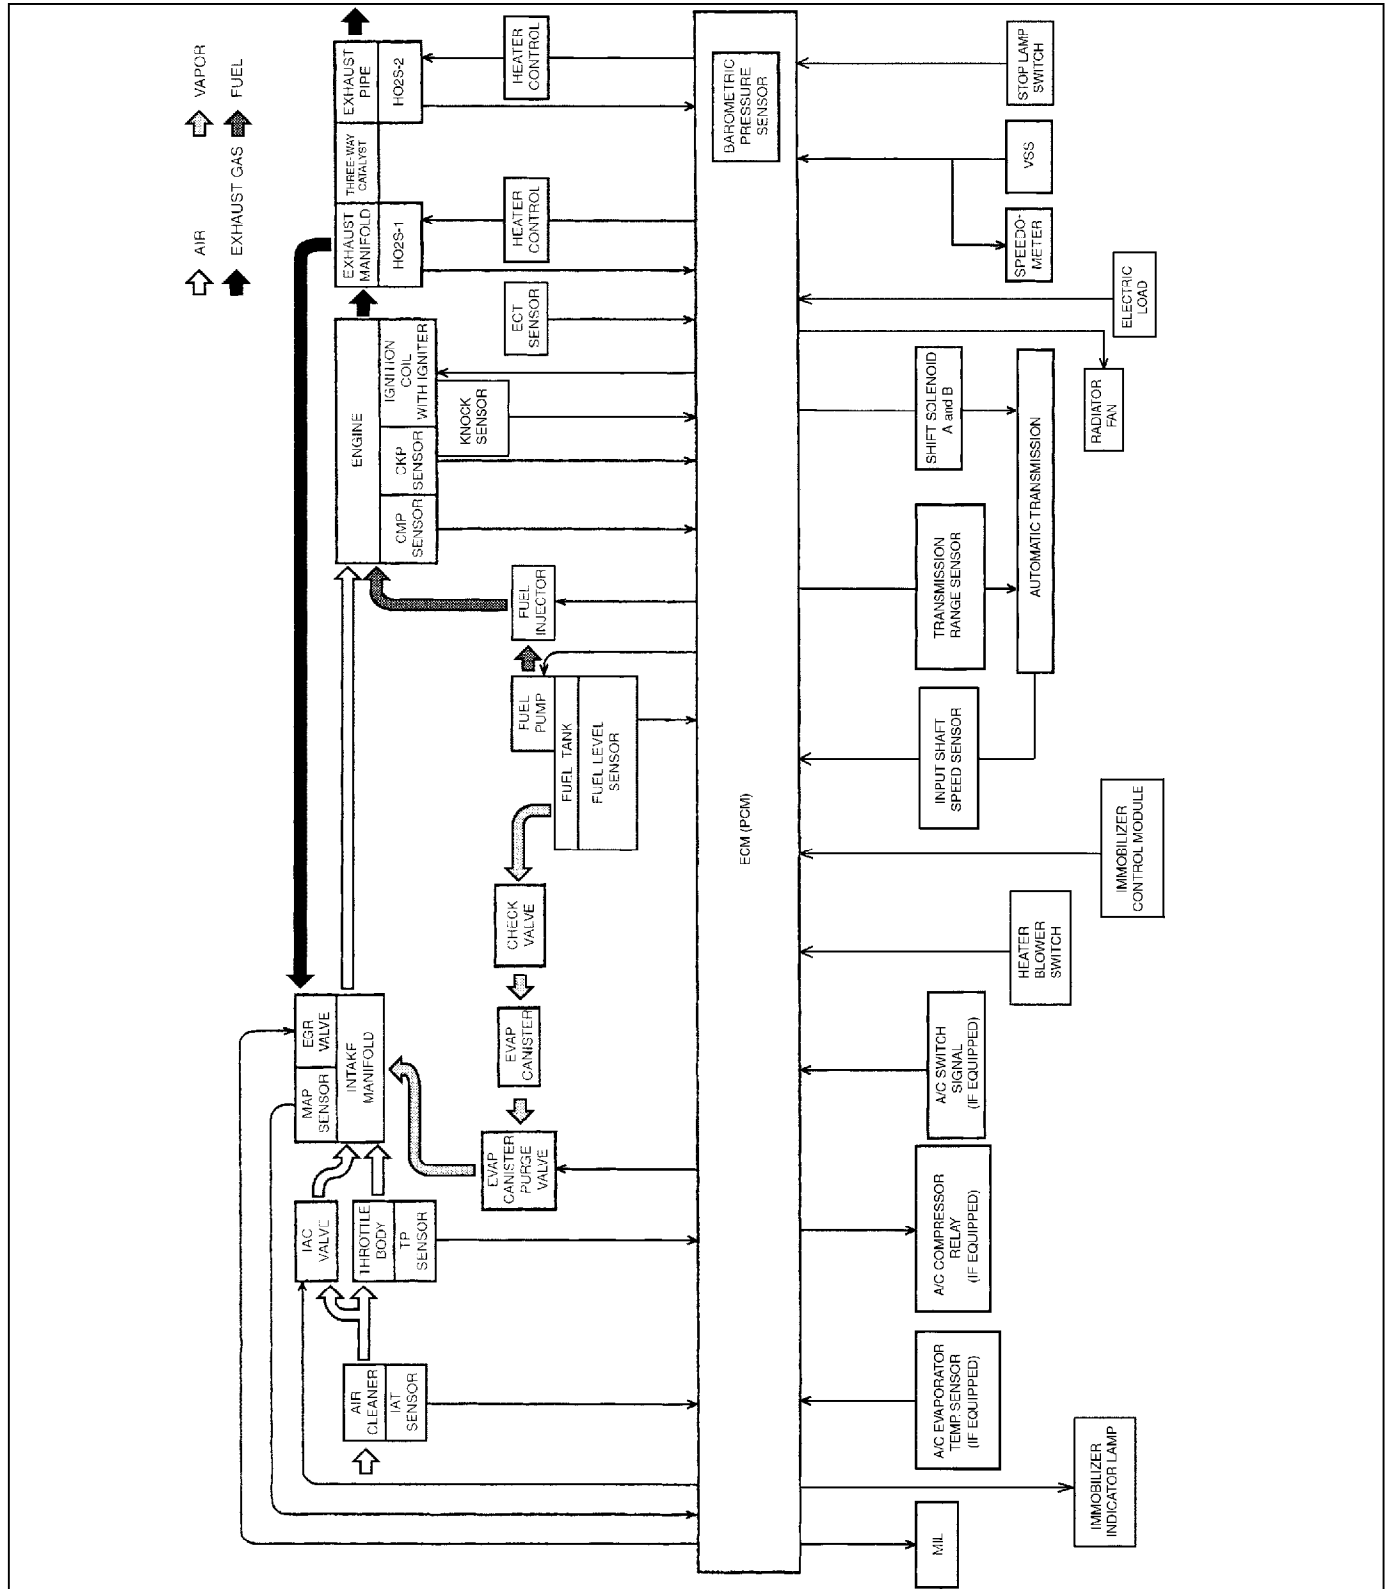 AIR
VAPOR
EXHAUST GAS
FUEL
AIR
CLEANER
IAT
SENSOR
IAC
VALVE
THROTTLE
BODY
TP
SENSOR
MAP
SENSOR
EGR
VALVE
INTAKE
MANIFOLD
EVAP
CANISTER
PURGE
VALVE
EVAP
CANISTER
CHECK
VALVE
FUEL
PUMP
FUEL TANK
FUEL LEVEL
SENSOR
FUEL
INJECTOR
ENGINE
CMP
SENSOR
CKP
SENSOR
IGNITION
COIL
WITH IGNITER
KNOCK
SENSOR
ECT
SENSOR
EXHAUST
MANIFOLD
HO2S-1
THREE-WAY
CATALYST
EXHAUST
PIPE
HO2S-2
HEATER
CONTROL
HEATER
CONTROL
ECM (PCM)
BAROMETRIC
PRESSURE
SENSOR
MIL
IMMOBILIZER
INDICATOR LAMP
A/C EVAPORATOR
TEMP. SENSOR
(IF EQUIPPED)
A/C COMPRESSOR
RELAY
(IF EQUIPPED)
A/C SWITCH
SIGNAL
(IF EQUIPPED)
HEATER
BLOWER
SWITCH
IMMOBILIZER
CONTROL MODULE
INPUT SHAFT
SPEED SENSOR
TRANSMISSION
RANGE SENSOR
SHIFT SOLENOID
A and B
AUTOMATIC TRANSMISSION
RADIATOR
FAN
ELECTRIC
LOAD
SPEEDO-
METER
VSS
STOP LAMP
SWITCH